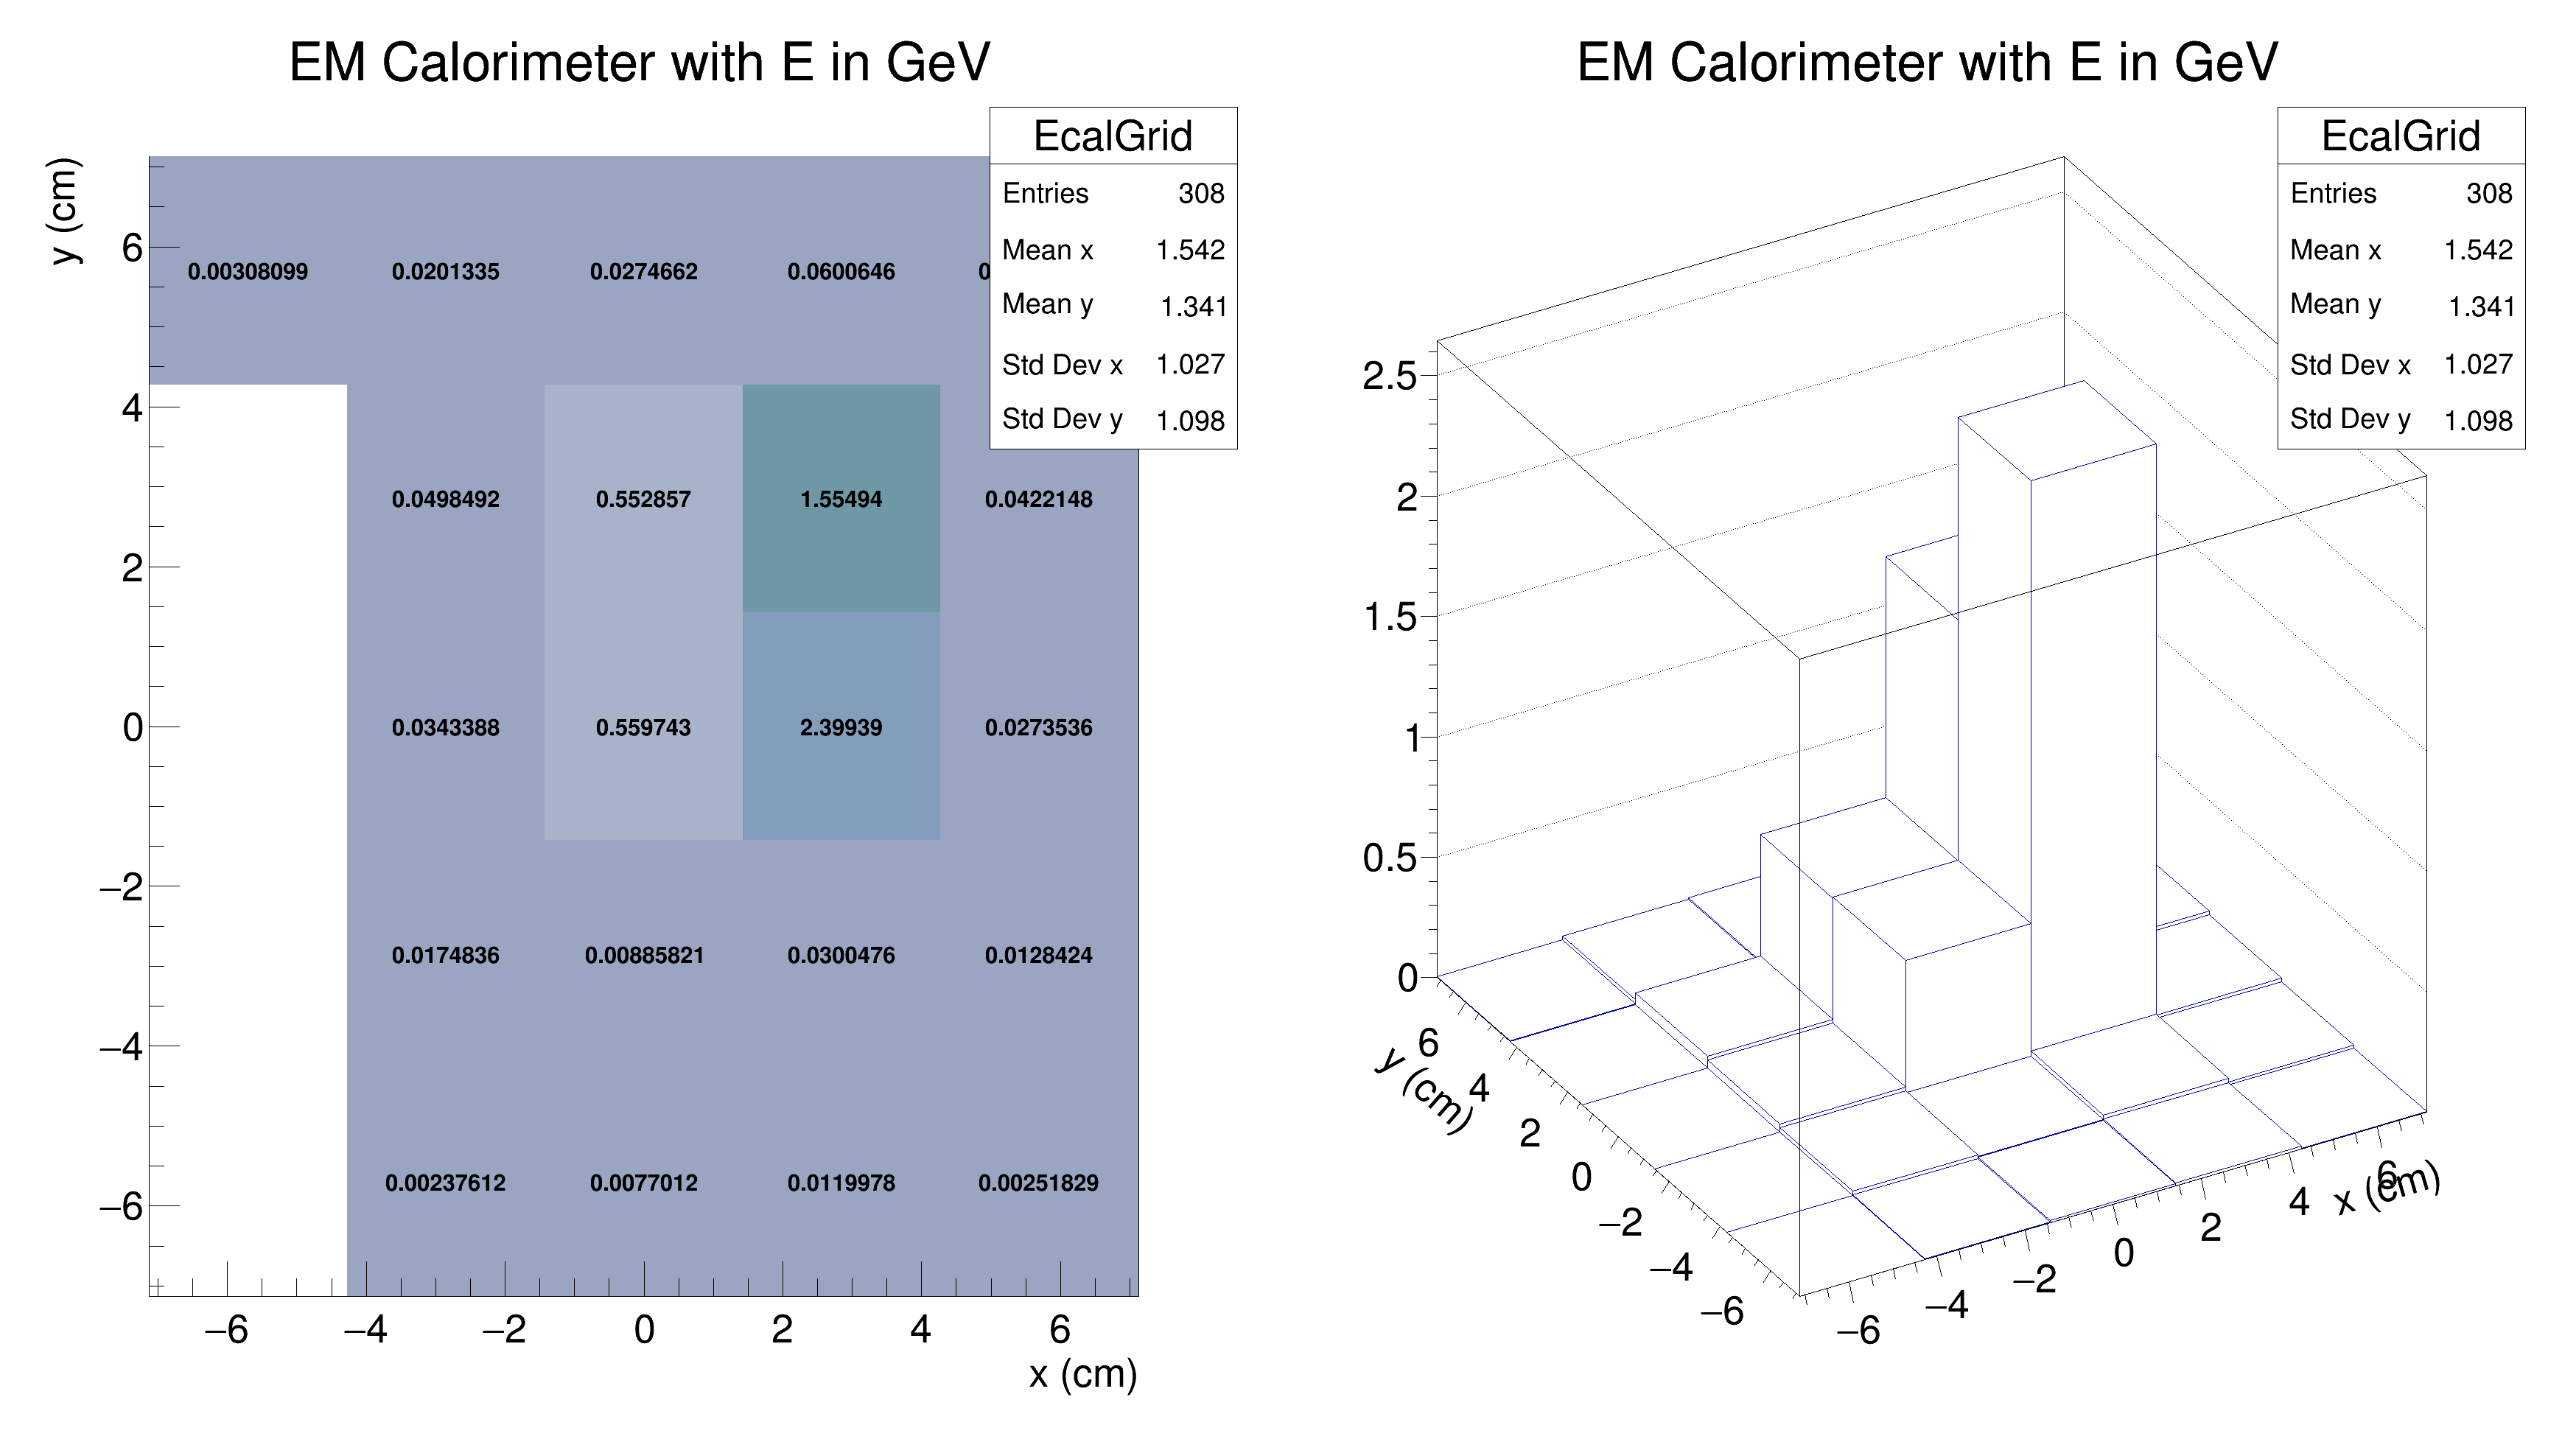 EM Calorimeter with E in GeV
EcalGrid
Entries 308
Mean x 1.542
Mean y 1.341
Std Dev x 1.027
Std Dev y 1.098
y (cm)
6
4
2
0
−2
−4
−6
0.00308099 0.0201335 0.0274662 0.0600646 0
0.0498492 0.552857 1.55494 0.0422148
0.0343388 0.559743 2.39939 0.0273536
0.0174836 0.00885821 0.0300476 0.0128424
0.00237612 0.0077012 0.0119978 0.00251829
−6 −4 −2 0 2 4 6
x (cm)
EM Calorimeter with E in GeV
EcalGrid
Entries 308
Mean x 1.542
Mean y 1.341
Std Dev x 1.027
Std Dev y 1.098
2.5
2
1.5
1
0.5
0
6
4
2
0
−2
−4
−6
y (cm)
−6 −4 −2 0 2 4 6
x (cm)